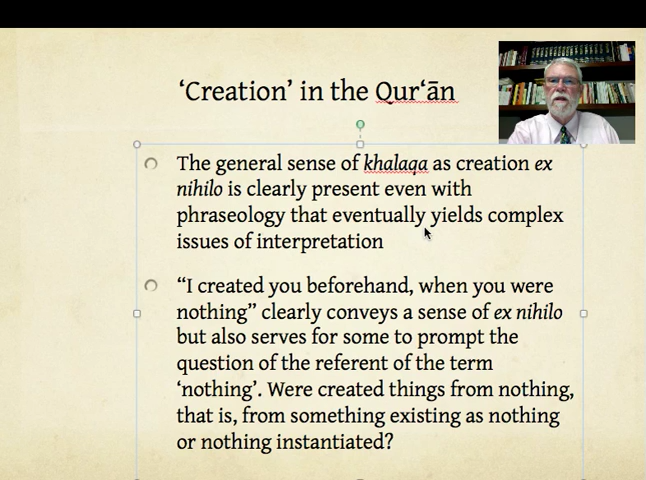 ‘Creation’ in the Qur‘ān
The general sense of khalaqa as creation ex
nihilo is clearly present even with
phraseology that eventually yields complex
issues of interpretation
“I created you beforehand, when you were
nothing” clearly conveys a sense of ex nihilo
but also serves for some to prompt the
question of the referent of the term
‘nothing’. Were created things from nothing,
that is, from something existing as nothing
or nothing instantiated?